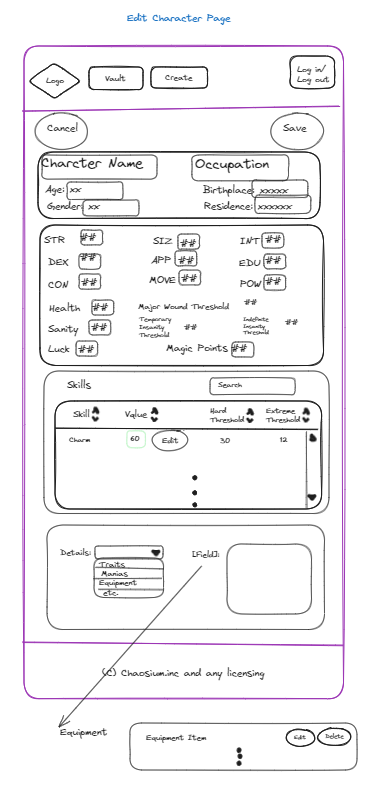 Edit Character Page
Logo
Vault
Create
Log in/
Log out
Cancel
Save
Charcter Name
Occupation
Age: xx
Birthplace: xxxxx
Gender: xx
Residence: xxxxxx
STR ##
SIZ ##
INT ##
DEX ##
APP ##
EDU ##
CON ##
MOVE ##
POW ##
Health ##
Major Wound Threshold ##
Sanity ##
Temporary
Insanity
Threshold
##
Indefinite
Insanity
Threshold
##
Luck ##
Magic Points ##
Skills
Search
Skill
Value
Hard
Threshold
Extreme
Threshold
Charm
60
Edit
30
12
Details:
Traits
Manias
Equipment
etc.
[Field]:
(C) Chaosium.inc and any licensing
Equipment
Equipment Item
Edit
Delete